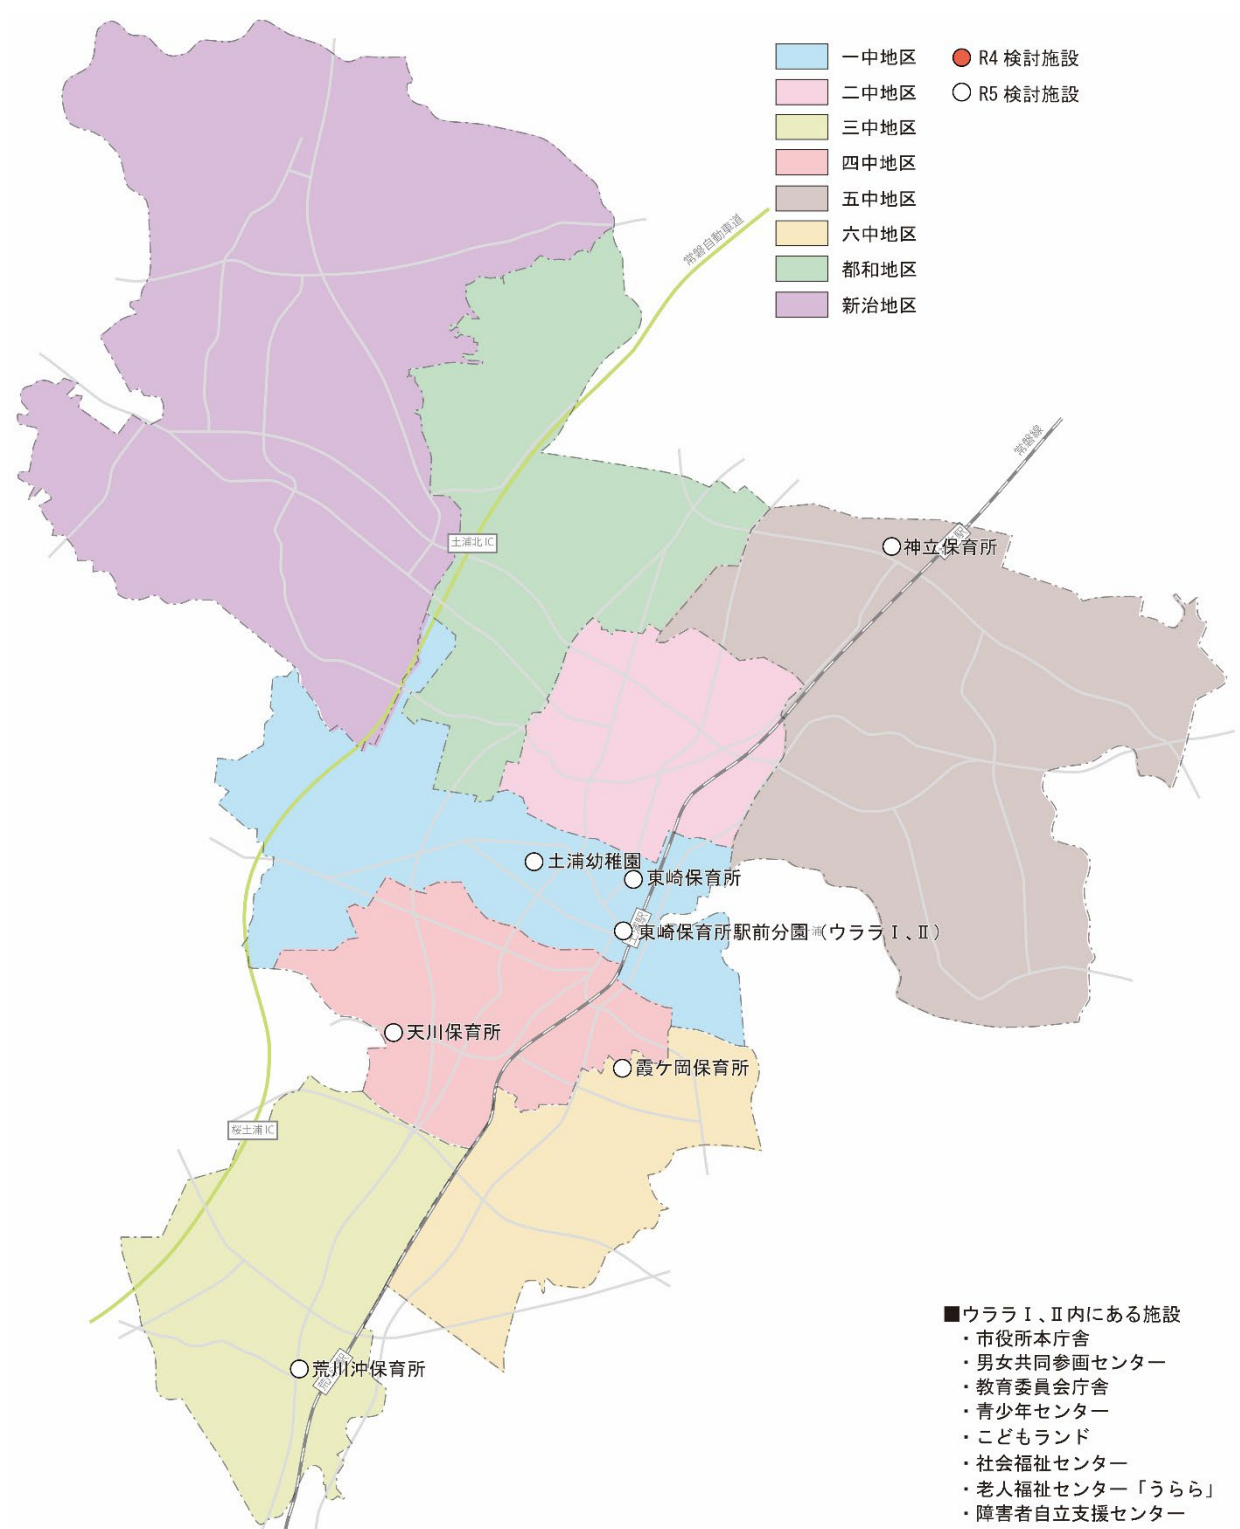 一中地区
二中地区
三中地区
四中地区
五中地区
六中地区
都和地区
新治地区
R4 検討施設
R5 検討施設
常磐自動車道
常磐線
土浦北IC
神立保育所
土浦幼稚園
東崎保育所
東崎保育所駅前分園（ウララⅠ、Ⅱ）
天川保育所
霞ケ岡保育所
桜土浦IC
荒川沖保育所
■ウララⅠ、Ⅱ内にある施設
・市役所本庁舎
・男女共同参画センター
・教育委員会庁舎
・青少年センター
・こどもランド
・社会福祉センター
・老人福祉センター「うらら」
・障害者自立支援センター